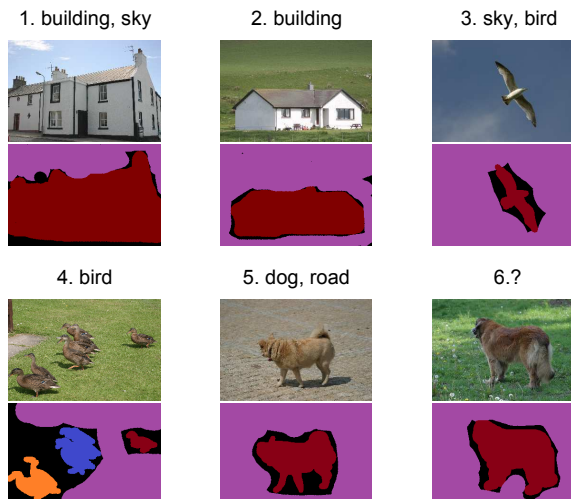 1. building, sky
2. building
3. sky, bird
4. bird
5. dog, road
6.?